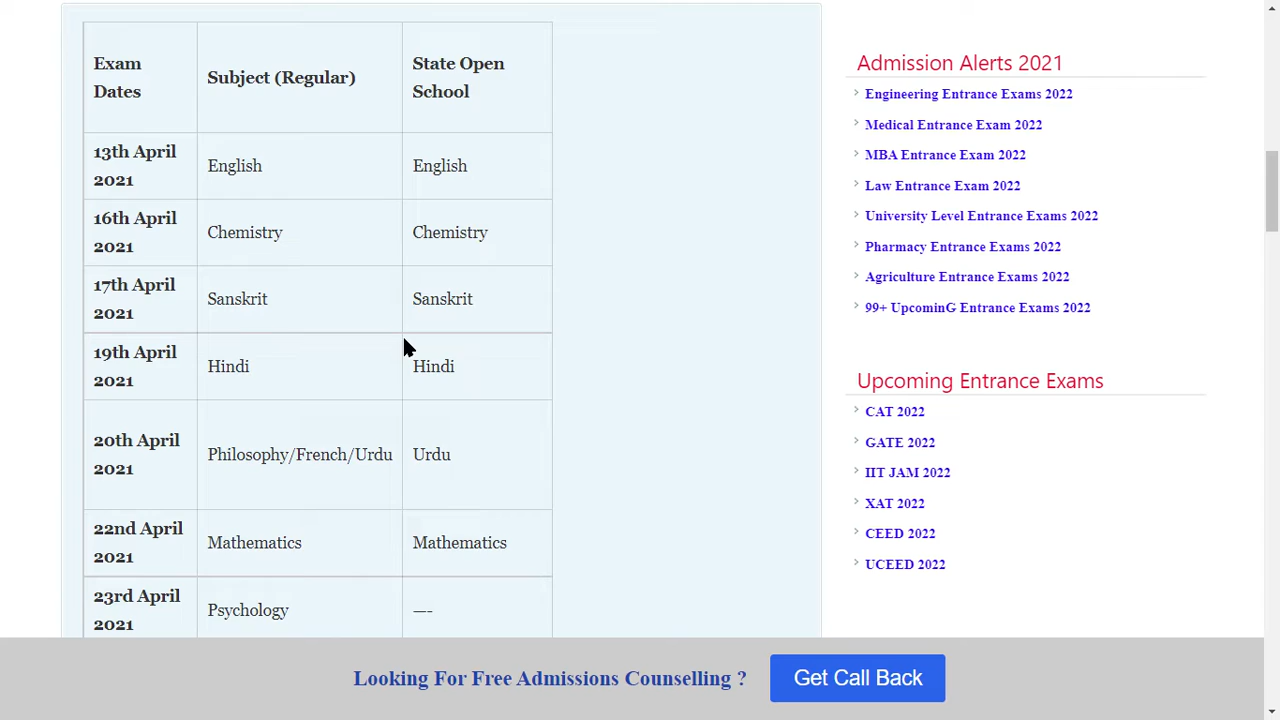 Exam Dates
Subject (Regular)
State Open School
13th April 2021
English
English
16th April 2021
Chemistry
Chemistry
17th April 2021
Sanskrit
Sanskrit
19th April 2021
Hindi
Hindi
20th April 2021
Philosophy/French/Urdu
Urdu
22nd April 2021
Mathematics
Mathematics
23rd April 2021
Psychology
—-
Admission Alerts 2021
Engineering Entrance Exams 2022
Medical Entrance Exam 2022
MBA Entrance Exam 2022
Law Entrance Exam 2022
University Level Entrance Exams 2022
Pharmacy Entrance Exams 2022
Agriculture Entrance Exams 2022
99+ UpcominG Entrance Exams 2022
Upcoming Entrance Exams
CAT 2022
GATE 2022
IIT JAM 2022
XAT 2022
CEED 2022
UCEED 2022
Looking For Free Admissions Counselling ?
Get Call Back